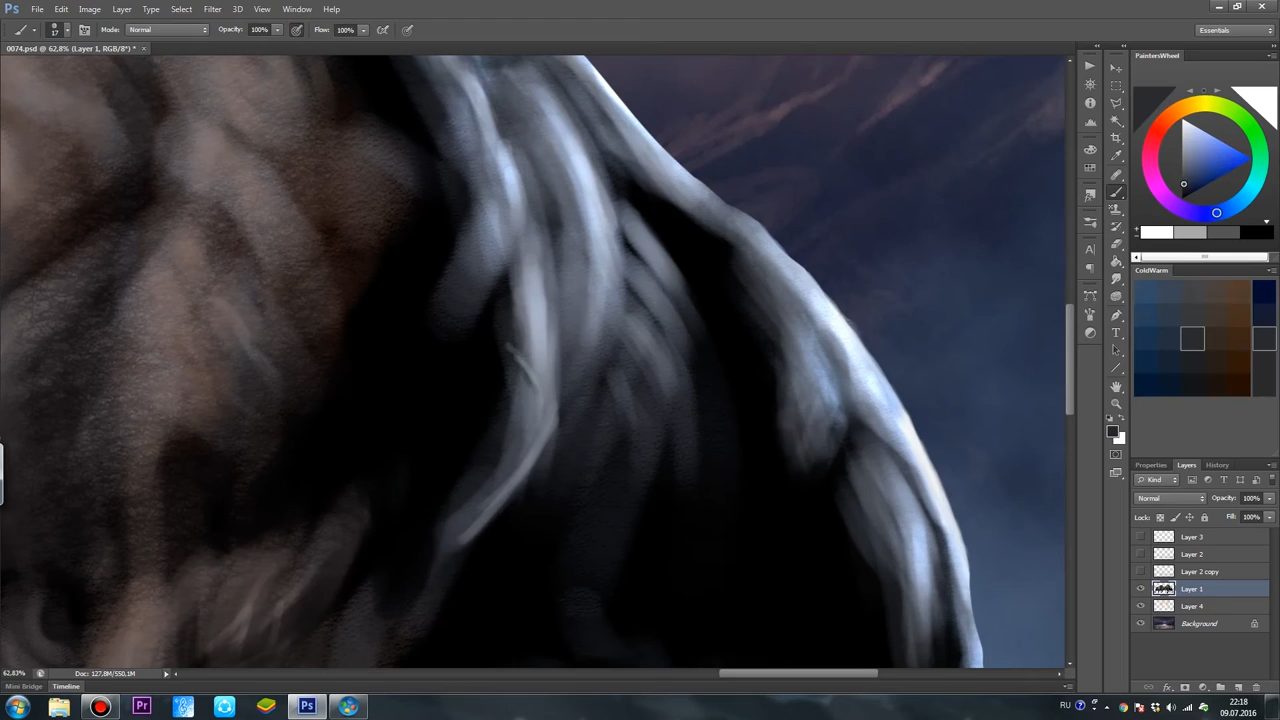 Ps File Edit Image Layer Type Select Filter 3D View Window Help
17 Mode: Normal Opacity: 100% Flow: 100% Essentials
0074.psd @ 62,8% (Layer 1, RGB/8*) * ×
PaintersWheel
ColdWarm
Properties Layers History
Kind
Normal Opacity: 100%
Lock: Fill: 100%
Layer 3
Layer 2
Layer 2 copy
Layer 1
Layer 4
Background
62,83% Doc: 127,8M/550,1M
Mini Bridge Timeline
Pr Ps RU 22:18
09.07.2016